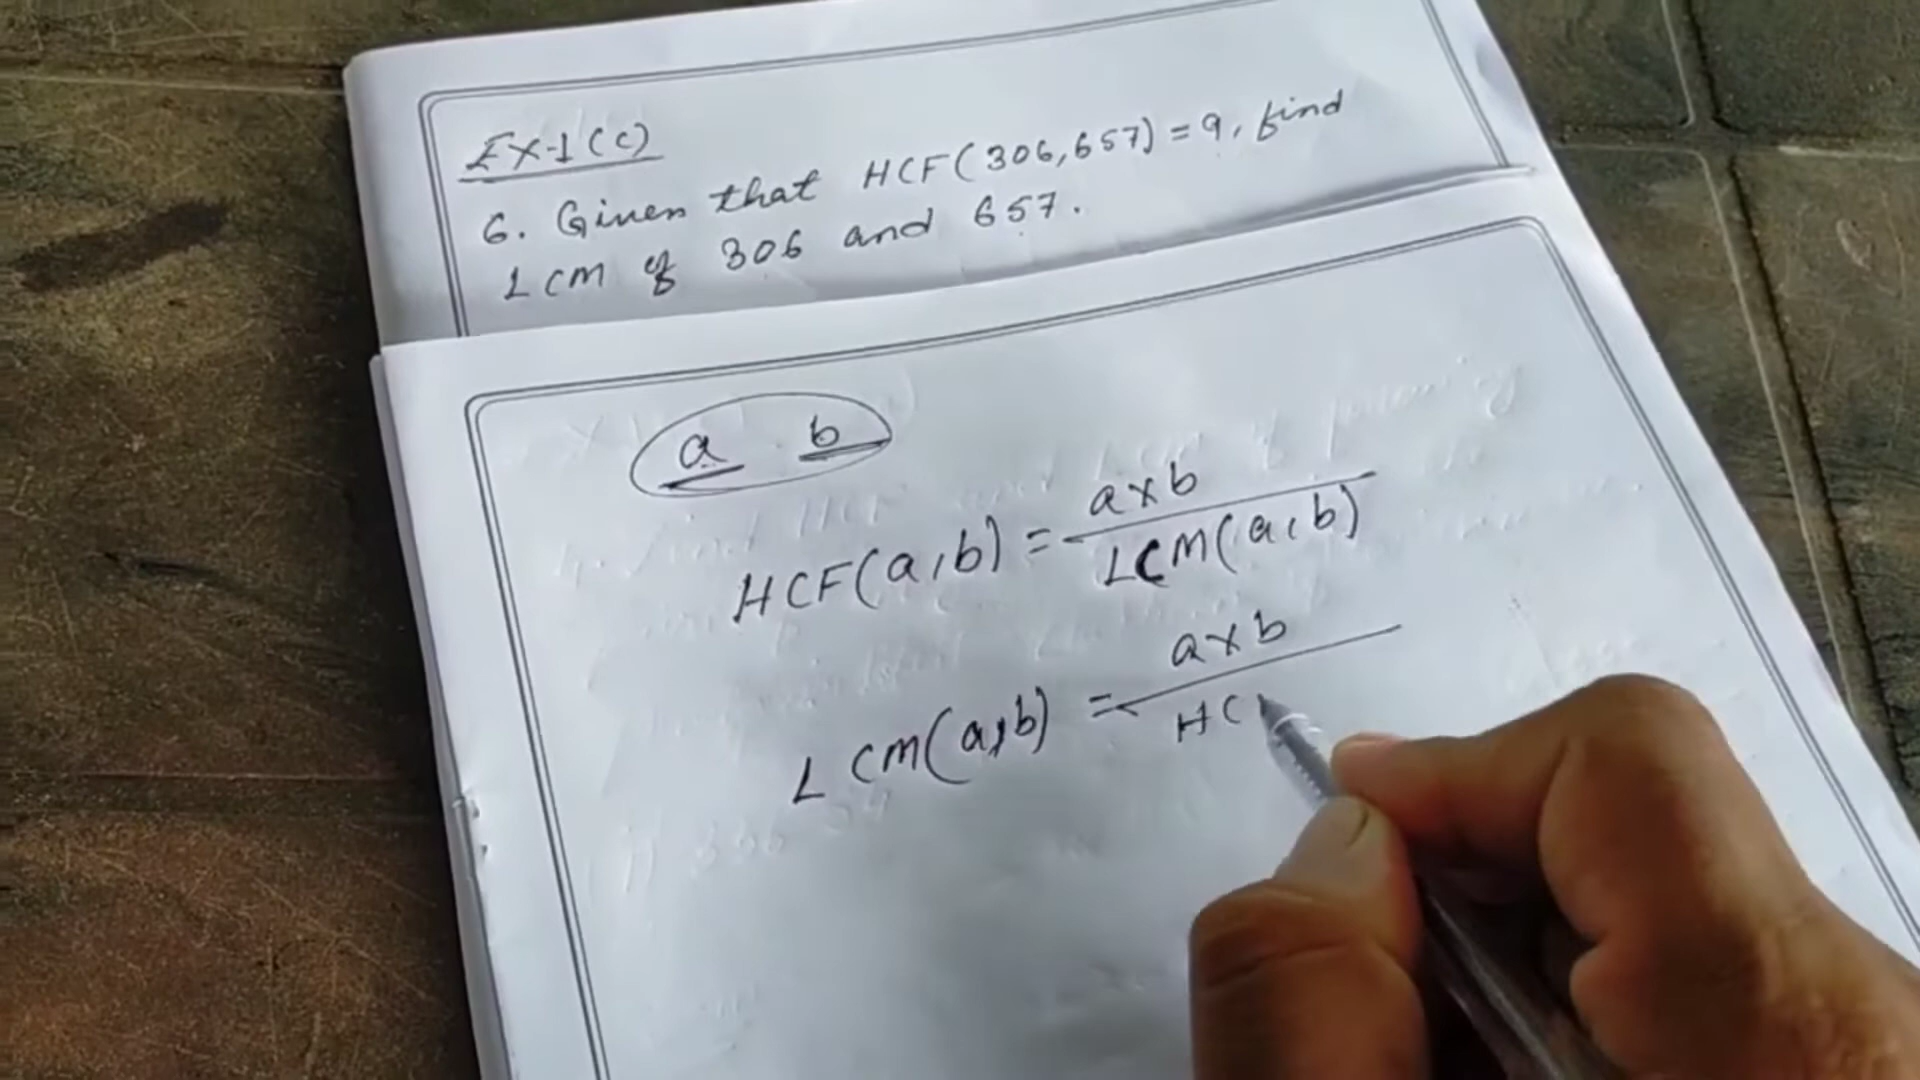 EX-1(C)
6. Given that HCF(306,657)=9, find
LCM of 306 and 657.
a b
HCF(a,b) = a×b
LCM(a,b)
LCM(a,b) = a×b
HC